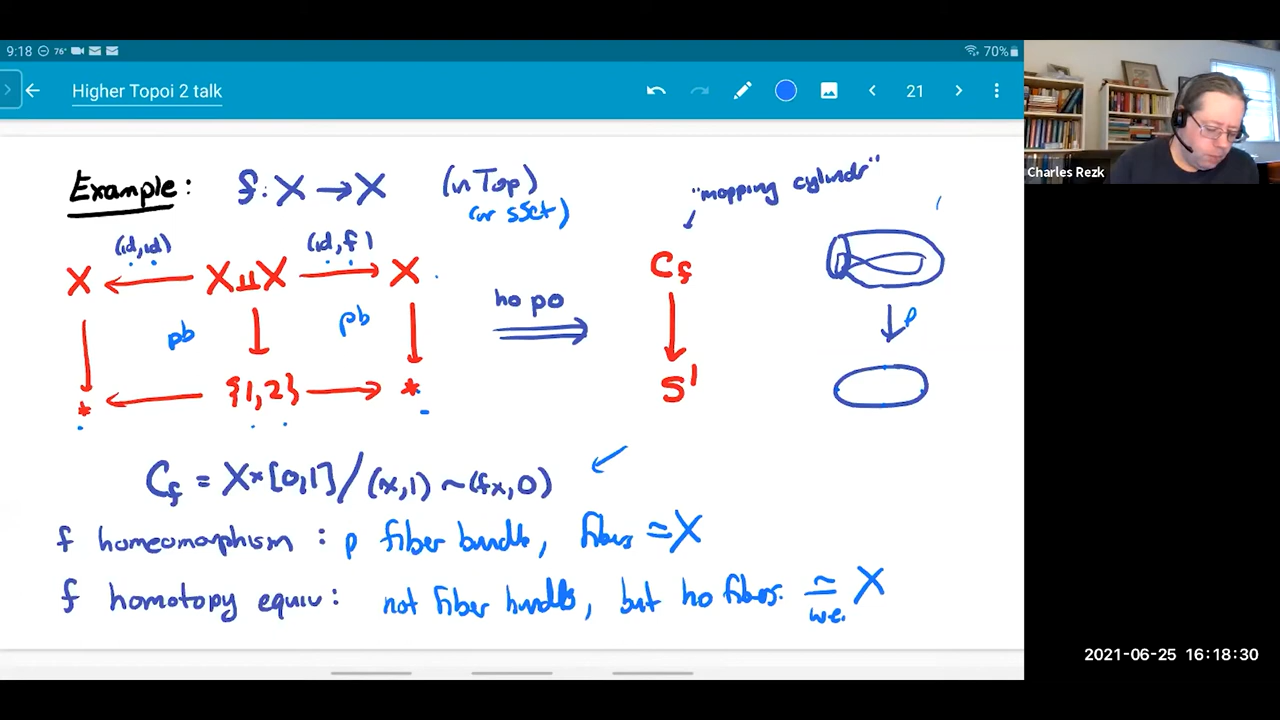 9:18 76° 70%
Higher Topoi 2 talk
21
Charles Rezk
Example: f: X → X (in Top)
(or sSet)
"mapping cylindr"
(id, id) (id, f)
X ← X ⨿ X → X
ho po
⟹
C_f
pb pb
p
* ← {1,2} → *
S¹
C_f = X × [0,1] / (x,1) ~ (fx,0)
f homeomorphism : p fiber bundle, fibers ≃ X
f homotopy equiv : not fiber bundle, but ho fibers ≃ X
w.e.
2021-06-25 16:18:30